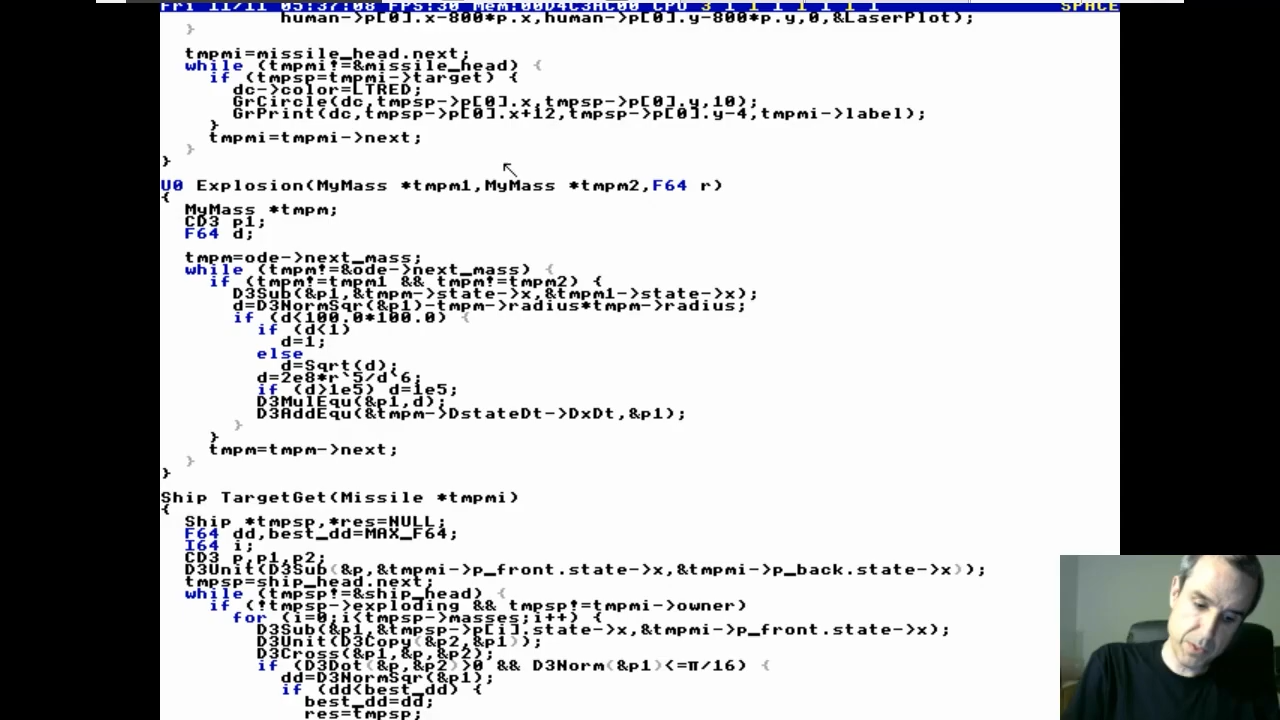 Fri 11/11 05:37:08 FPS:30 Mem:00D4C3AC00 CPU 3 1 1 1 1 1 1 1 SPACE
human->p[0].x-800*p.x,human->p[0].y-800*p.y,0,&LaserPlot);
}
tmpmi=missile_head.next;
while (tmpmi!=&missile_head) {
if (tmpsp=tmpmi->target) {
dc->color=LTRED;
GrCircle(dc,tmpsp->p[0].x,tmpsp->p[0].y,10);
GrPrint(dc,tmpsp->p[0].x+12,tmpsp->p[0].y-4,tmpmi->label);
}
tmpmi=tmpmi->next;
}
}
U0 Explosion(MyMass *tmpm1,MyMass *tmpm2,F64 r)
{
MyMass *tmpm;
CD3 p1;
F64 d;
tmpm=ode->next_mass;
while (tmpm!=&ode->next_mass) {
if (tmpm!=tmpm1 && tmpm!=tmpm2) {
D3Sub(&p1,&tmpm->state->x,&tmpm1->state->x);
d=D3NormSqr(&p1)-tmpm->radius*tmpm->radius;
if (d<100.0*100.0) {
if (d<1)
d=1;
else
d=Sqrt(d);
d=2e8*r`5/d`6;
if (d>1e5) d=1e5;
D3MulEqu(&p1,d);
D3AddEqu(&tmpm->DstateDt->DxDt,&p1);
}
}
tmpm=tmpm->next;
}
}
Ship TargetGet(Missile *tmpmi)
{
Ship *tmpsp,*res=NULL;
F64 dd,best_dd=MAX_F64;
I64 i;
CD3 p,p1,p2;
D3Unit(D3Sub(&p,&tmpmi->p_front.state->x,&tmpmi->p_back.state->x));
tmpsp=ship_head.next;
while (tmpsp!=&ship_head) {
if (!tmpsp->exploding && tmpsp!=tmpmi->owner)
for (i=0;i<tmpsp->masses;i++) {
D3Sub(&p1,&tmpsp->p[i].state->x,&tmpmi->p_front.state->x);
D3Unit(D3Copy(&p2,&p1));
D3Cross(&p1,&p,&p2);
if (D3Dot(&p,&p2)>0 && D3Norm(&p1)<=π/16) {
dd=D3NormSqr(&p1);
if (dd<best_dd) {
best_dd=dd;
res=tmpsp;